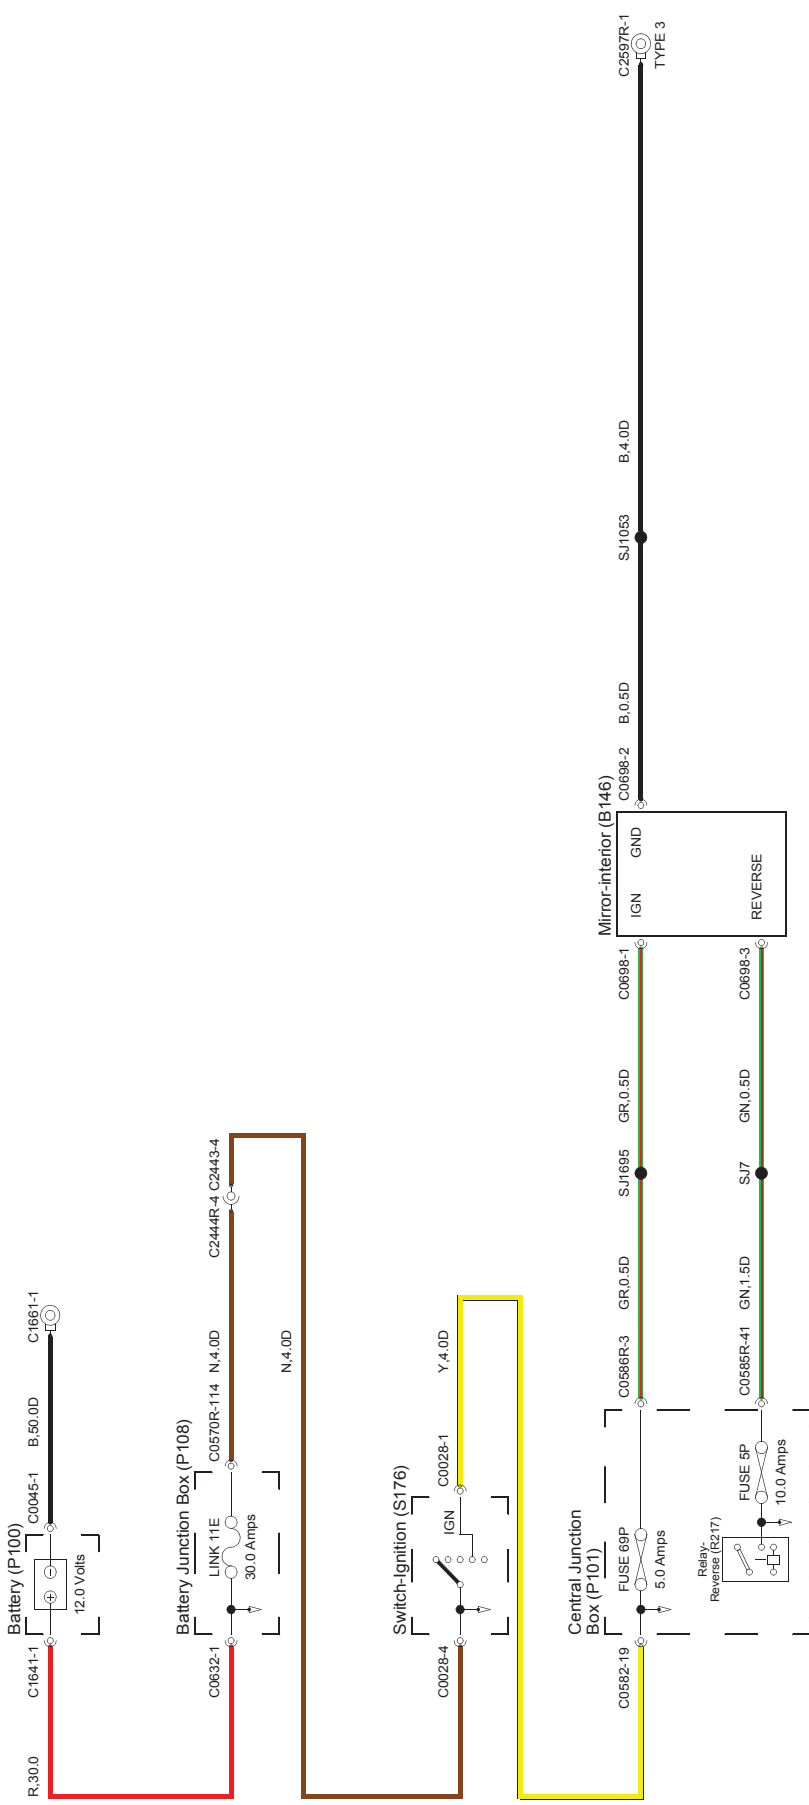 Battery (P100)
C1641-1
R,30.0
12.0 Volts
C0045-1
B,50.0D
C1661-1
Battery Junction Box (P108)
C0632-1
LINK 11E
30.0 Amps
C0570R-114
N,4.0D
C2444R-4
C2443-4
N,4.0D
Switch-Ignition (S176)
C0028-4
IGN
C0028-1
Y,4.0D
Central Junction
Box (P101)
C0582-19
FUSE 69P
5.0 Amps
C0586R-3
GR,0.5D
SJ1695
GR,0.5D
C0698-1
Mirror-interior (B146)
IGN
GND
REVERSE
C0698-2
B,0.5D
SJ1053
B,4.0D
C2597R-1
TYPE 3
Relay-
Reverse (R217)
FUSE 5P
10.0 Amps
C0585R-41
GN,1.5D
SJ7
GN,0.5D
C0698-3